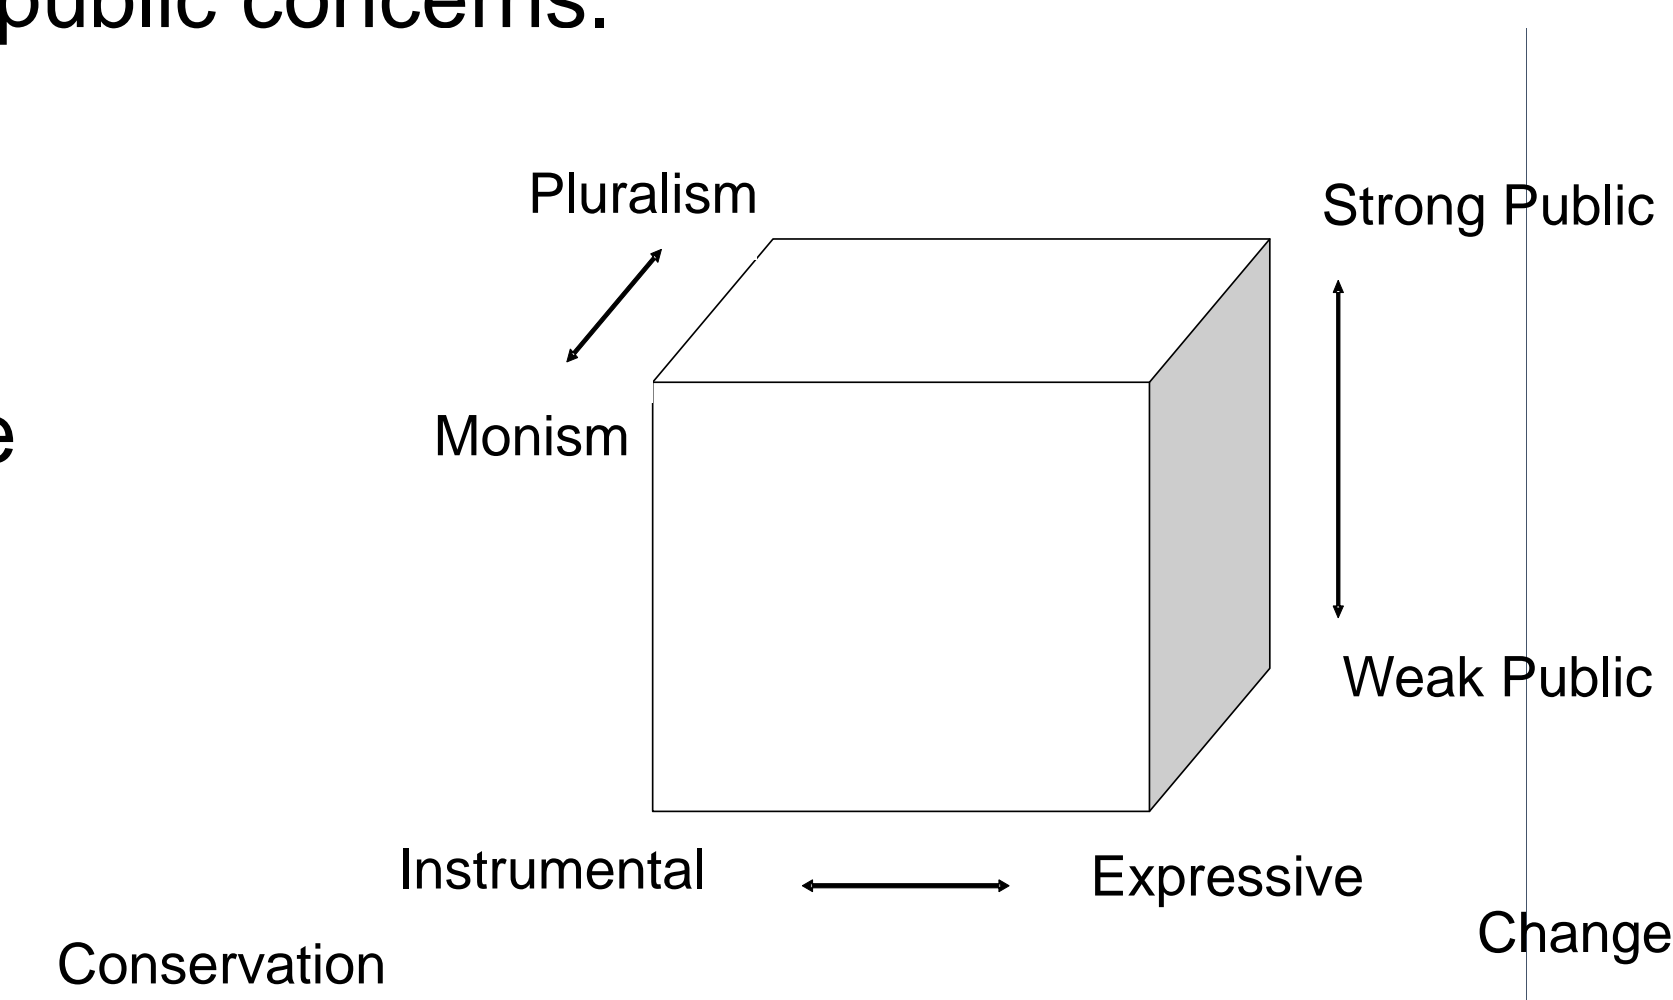 public concerns.
Pluralism
Strong Public
e
Monism
Weak Public
Instrumental
Expressive
Change
Conservation